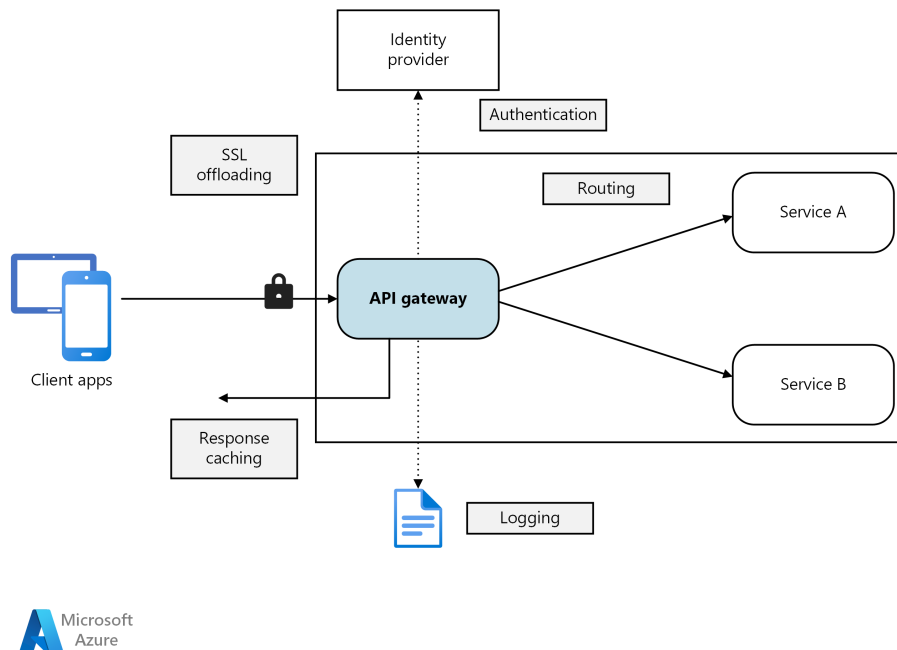 Identity
provider
Authentication
SSL
offloading
Routing
Service A
API gateway
Client apps
Service B
Response
caching
Logging
Microsoft
Azure